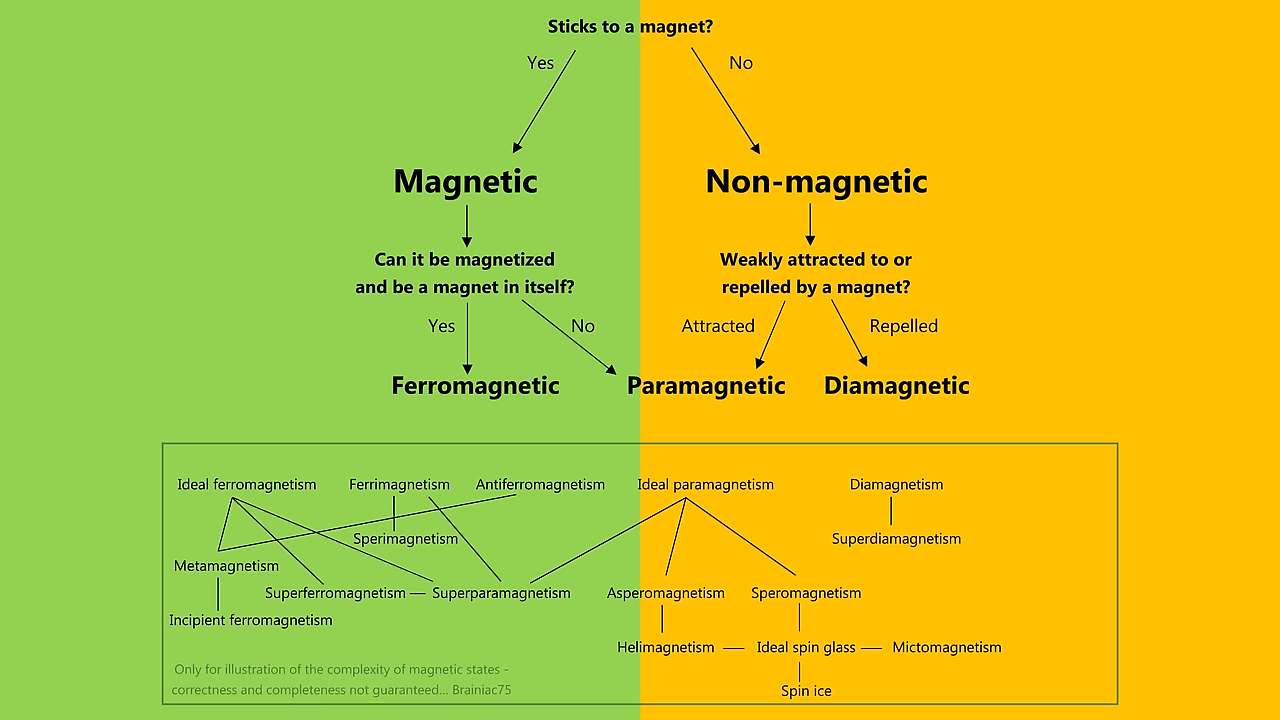 Sticks to a magnet?
Yes
No
Magnetic
Non-magnetic
Can it be magnetized
and be a magnet in itself?
Weakly attracted to or
repelled by a magnet?
Yes
No
Attracted
Repelled
Ferromagnetic
Paramagnetic
Diamagnetic
Ideal ferromagnetism
Ferrimagnetism
Antiferromagnetism
Ideal paramagnetism
Diamagnetism
Sperimagnetism
Superdiamagnetism
Metamagnetism
Superferromagnetism
Superparamagnetism
Asperomagnetism
Speromagnetism
Incipient ferromagnetism
Helimagnetism
Ideal spin glass
Mictomagnetism
Only for illustration of the complexity of magnetic states -
correctness and completeness not guaranteed... Brainiac75
Spin ice